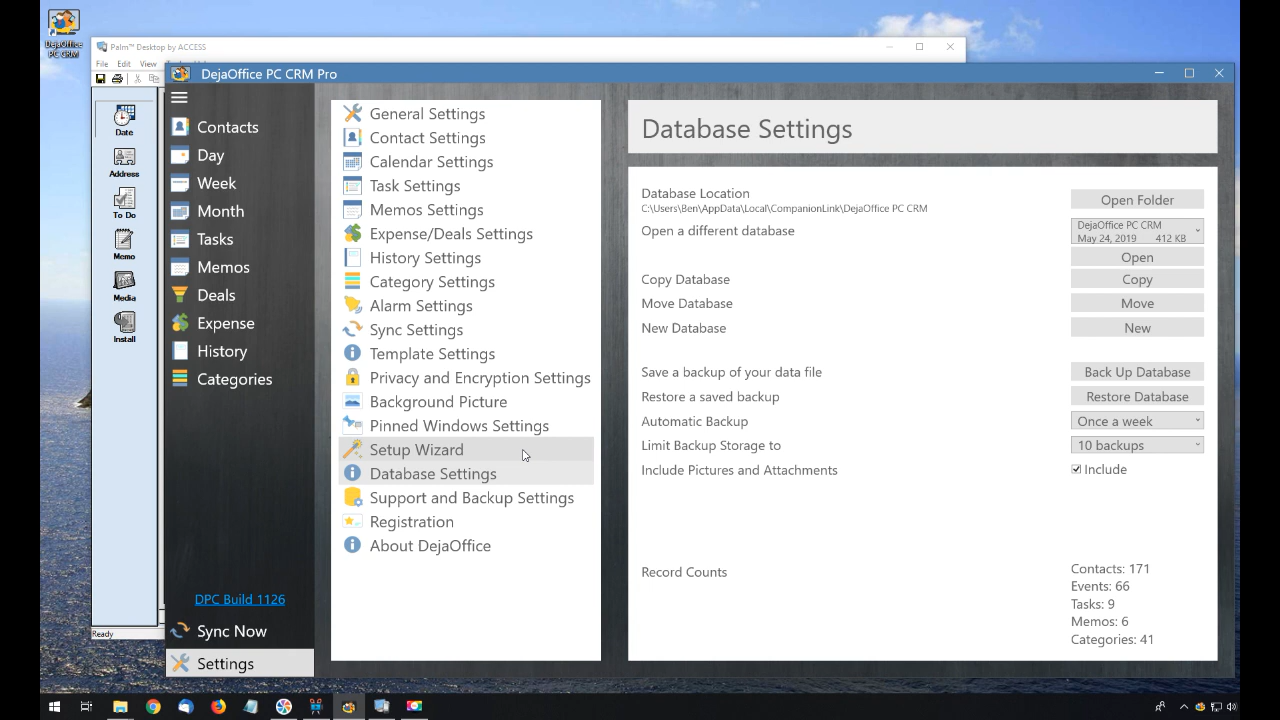 DejaOffice
PC CRM
Palm™ Desktop by ACCESS
File Edit View
DejaOffice PC CRM Pro
Date
Address
To Do
Memo
Media
Install
Ready
Contacts
Day
Week
Month
Tasks
Memos
Deals
Expense
History
Categories
DPC Build 1126
Sync Now
Settings
General Settings
Contact Settings
Calendar Settings
Task Settings
Memos Settings
Expense/Deals Settings
History Settings
Category Settings
Alarm Settings
Sync Settings
Template Settings
Privacy and Encryption Settings
Background Picture
Pinned Windows Settings
Setup Wizard
Database Settings
Support and Backup Settings
Registration
About DejaOffice
Database Settings
Database Location
C:\Users\Ben\AppData\Local\CompanionLink\DejaOffice PC CRM
Open Folder
Open a different database
DejaOffice PC CRM
May 24, 2019 412 KB
Open
Copy Database Copy
Move Database Move
New Database New
Save a backup of your data file Back Up Database
Restore a saved backup Restore Database
Automatic Backup Once a week
Limit Backup Storage to 10 backups
Include Pictures and Attachments Include
Record Counts
Contacts: 171
Events: 66
Tasks: 9
Memos: 6
Categories: 41